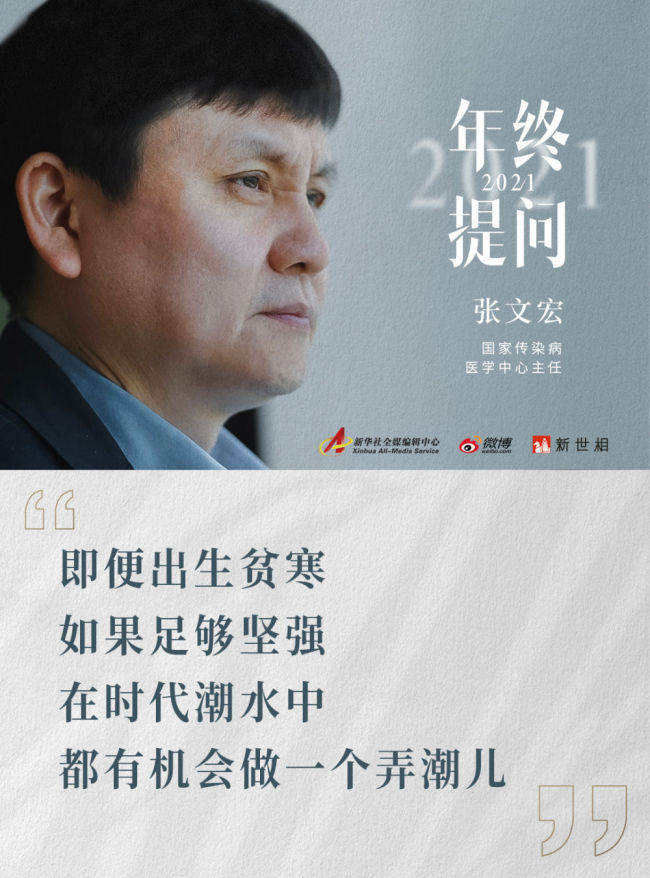 年终
2021
2021
提问
张文宏
国家传染病
医学中心主任
新华社全媒编辑中心
Xinhua All-Media Service
微博
weibo.com
新世相
即便出生贫寒
如果足够坚强
在时代潮水中
都有机会做一个弄潮儿